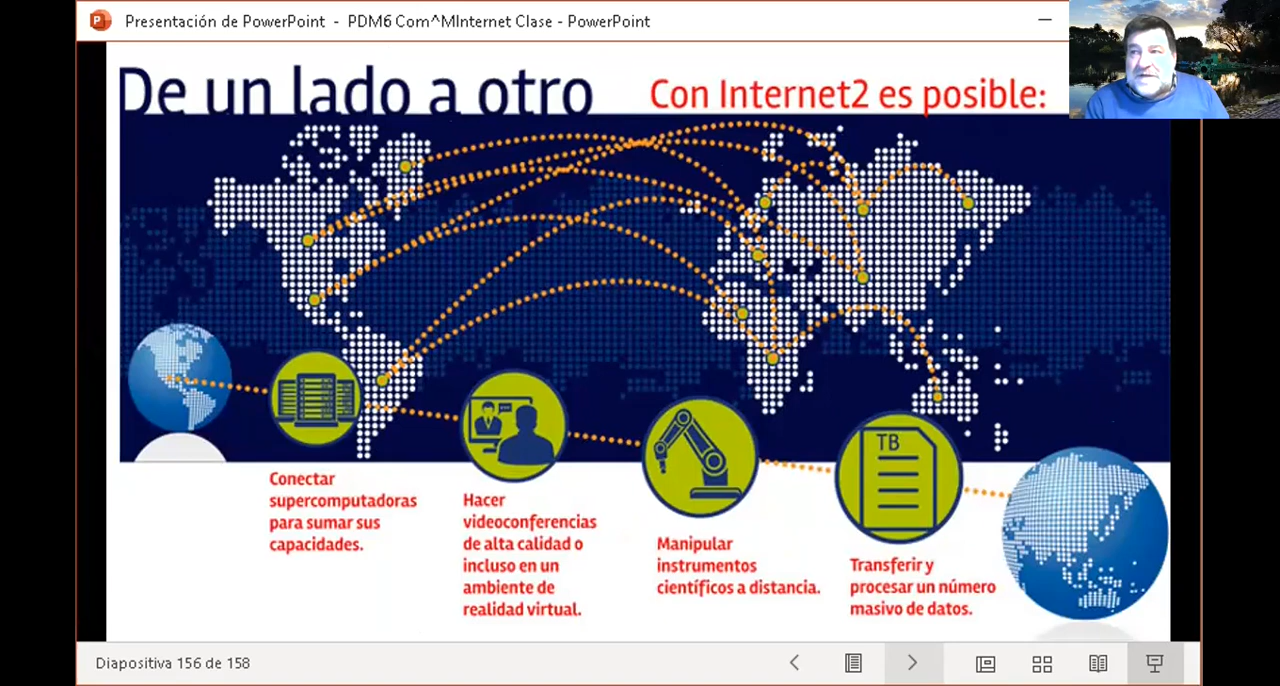 Presentación de PowerPoint - PDM6 Com^MInternet Clase - PowerPoint
De un lado a otro
Con Internet2 es posible:
Conectar
supercomputadoras
para sumar sus
capacidades.
Hacer
videoconferencias
de alta calidad o
incluso en un
ambiente de
realidad virtual.
Manipular
instrumentos
científicos a distancia.
TB
Transferir y
procesar un número
masivo de datos.
Diapositiva 156 de 158